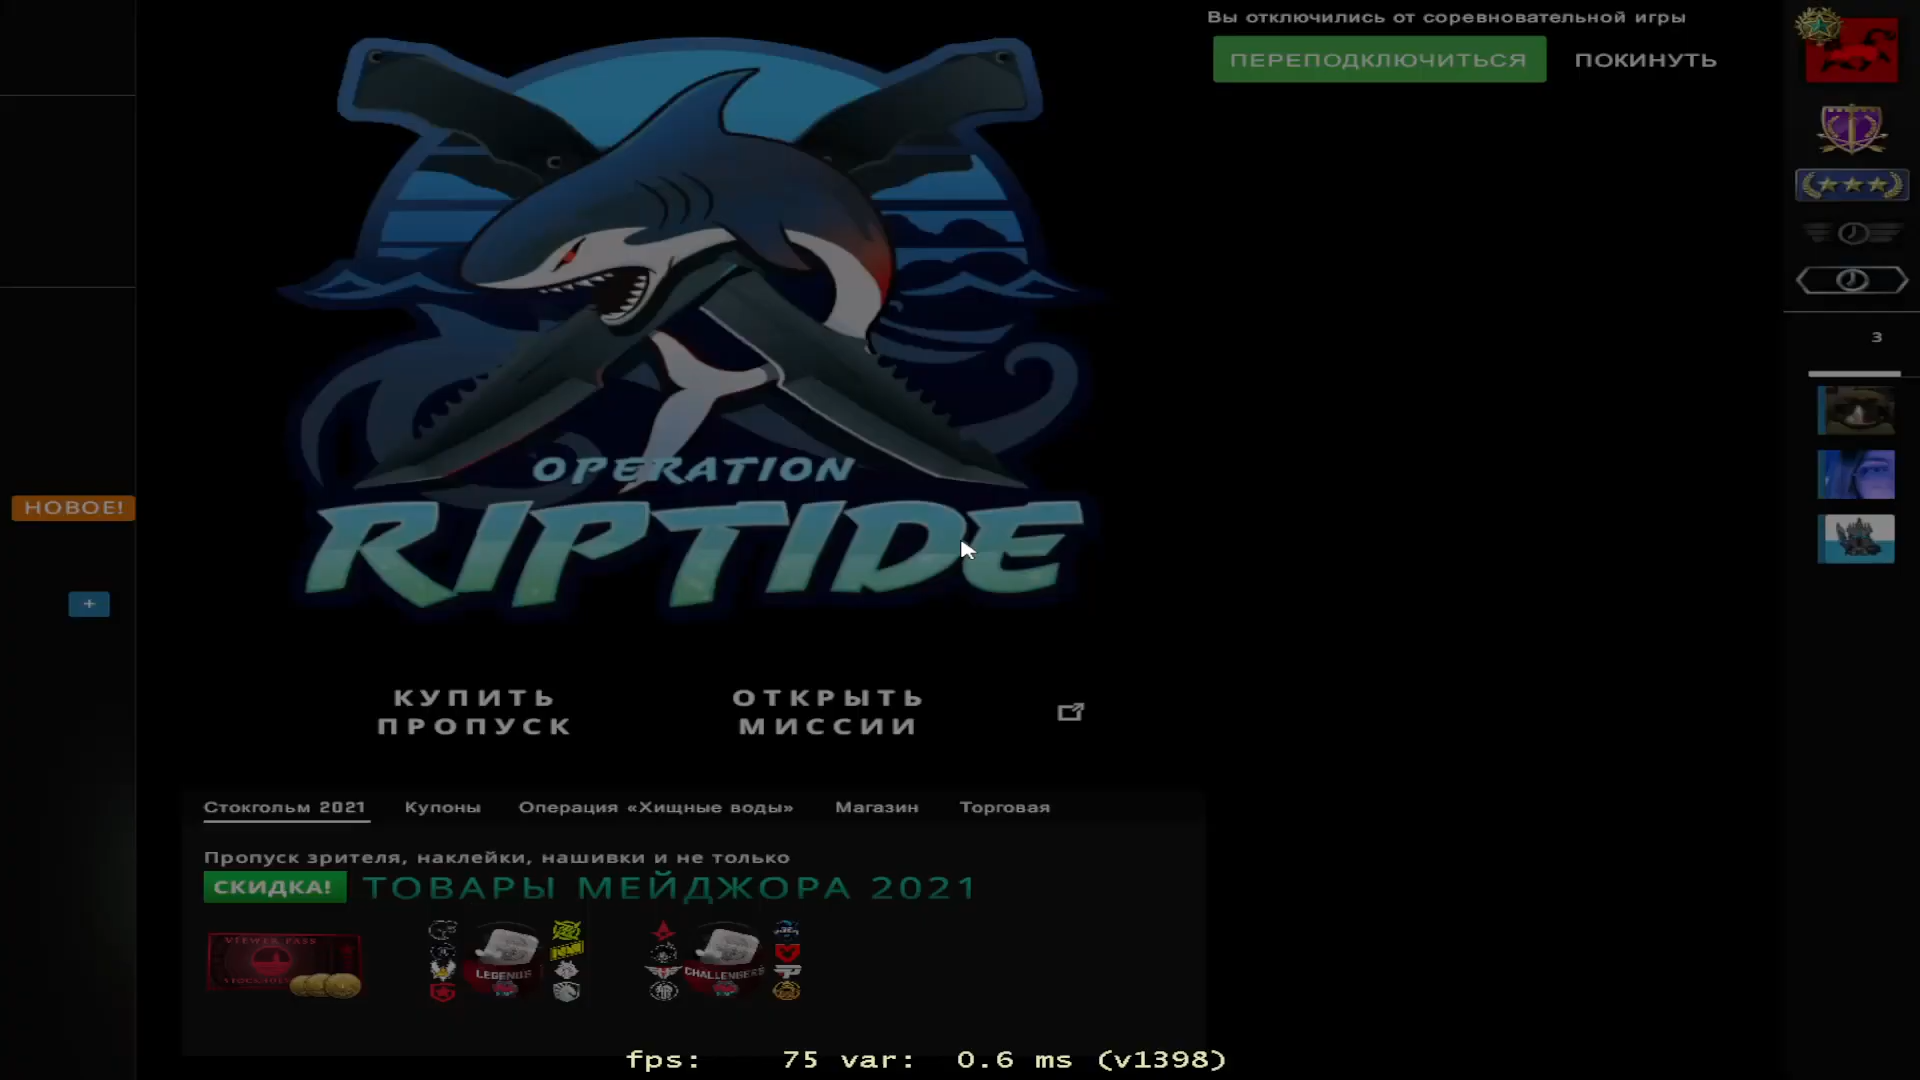 Вы отключились от соревновательной игры
ПЕРЕПОДКЛЮЧИТЬСЯ ПОКИНУТЬ
3
OPERATION
RIPTIDE
НОВОЕ!
+
КУПИТЬ
ПРОПУСК
ОТКРЫТЬ
МИССИИ
Стокгольм 2021 Купоны Операция «Хищные воды» Магазин Торговая
Пропуск зрителя, наклейки, нашивки и не только
СКИДКА! ТОВАРЫ МЕЙДЖОРА 2021
VIEWER PASS
LEGENDS
CHALLENGERS
fps: 75 var: 0.6 ms (v1398)